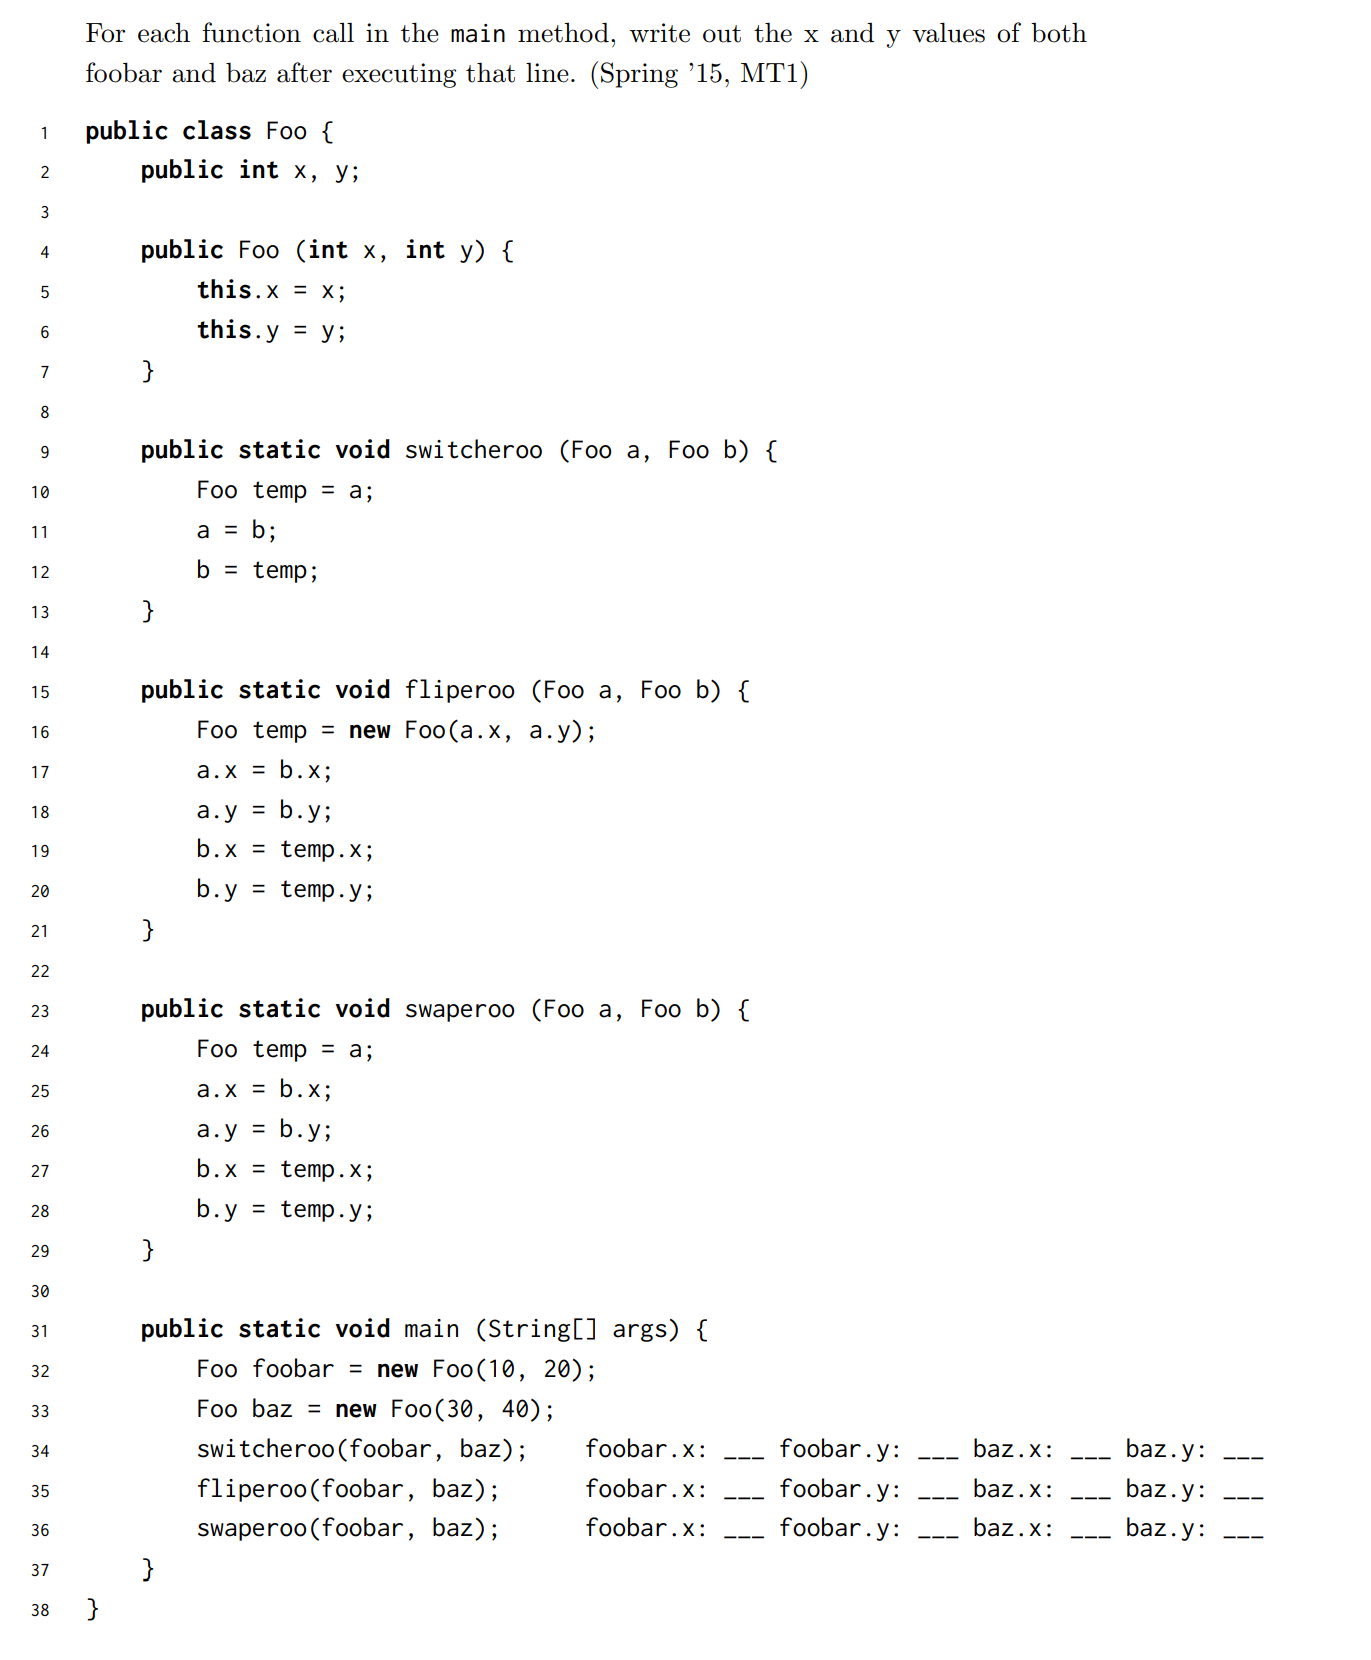 For each function call in the main method, write out the x and y values of both
foobar and baz after executing that line. (Spring ’15, MT1)
1 public class Foo {
2     public int x, y;
3
4     public Foo (int x, int y) {
5         this.x = x;
6         this.y = y;
7     }
8
9     public static void switcheroo (Foo a, Foo b) {
10         Foo temp = a;
11         a = b;
12         b = temp;
13     }
14
15     public static void fliperoo (Foo a, Foo b) {
16         Foo temp = new Foo(a.x, a.y);
17         a.x = b.x;
18         a.y = b.y;
19         b.x = temp.x;
20         b.y = temp.y;
21     }
22
23     public static void swaperoo (Foo a, Foo b) {
24         Foo temp = a;
25         a.x = b.x;
26         a.y = b.y;
27         b.x = temp.x;
28         b.y = temp.y;
29     }
30
31     public static void main (String[] args) {
32         Foo foobar = new Foo(10, 20);
33         Foo baz = new Foo(30, 40);
34         switcheroo(foobar, baz);    foobar.x: ___ foobar.y: ___ baz.x: ___ baz.y: ___
35         fliperoo(foobar, baz);      foobar.x: ___ foobar.y: ___ baz.x: ___ baz.y: ___
36         swaperoo(foobar, baz);      foobar.x: ___ foobar.y: ___ baz.x: ___ baz.y: ___
37     }
38 }